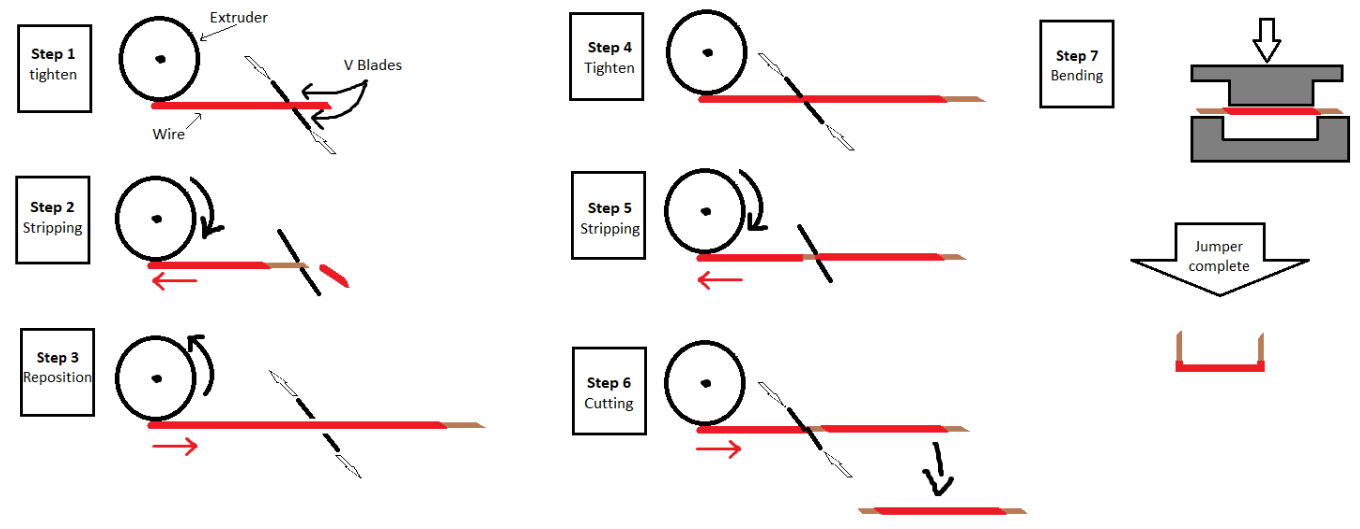 Step 1
tighten
Extruder
V Blades
Wire
Step 2
Stripping
Step 3
Reposition
Step 4
Tighten
Step 5
Stripping
Step 6
Cutting
Step 7
Bending
Jumper
complete